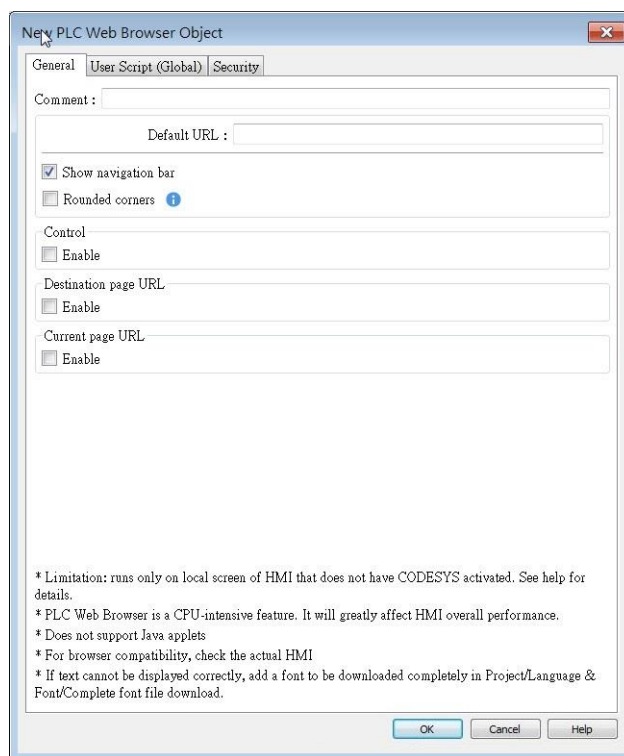 New PLC Web Browser Object
General
User Script (Global)
Security
Comment :
Default URL :
Show navigation bar
Rounded corners
Control
Enable
Destination page URL
Enable
Current page URL
Enable
* Limitation: runs only on local screen of HMI that does not have CODESYS activated. See help for
details.
* PLC Web Browser is a CPU-intensive feature. It will greatly affect HMI overall performance.
* Does not support Java applets
* For browser compatibility, check the actual HMI
* If text cannot be displayed correctly, add a font to be downloaded completely in Project/Language &
Font/Complete font file download.
OK
Cancel
Help